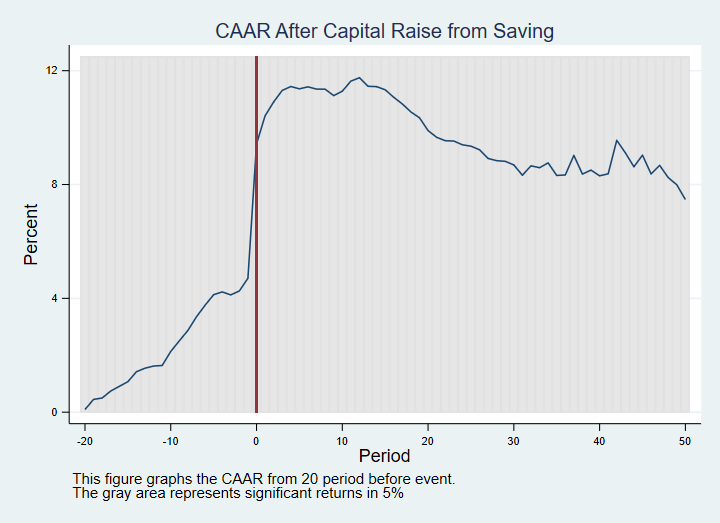 CAAR After Capital Raise from Saving
Percent
12
8
4
0
-20 -10 0 10 20 30 40 50
Period
This figure graphs the CAAR from 20 period before event.
The gray area represents significant returns in 5%